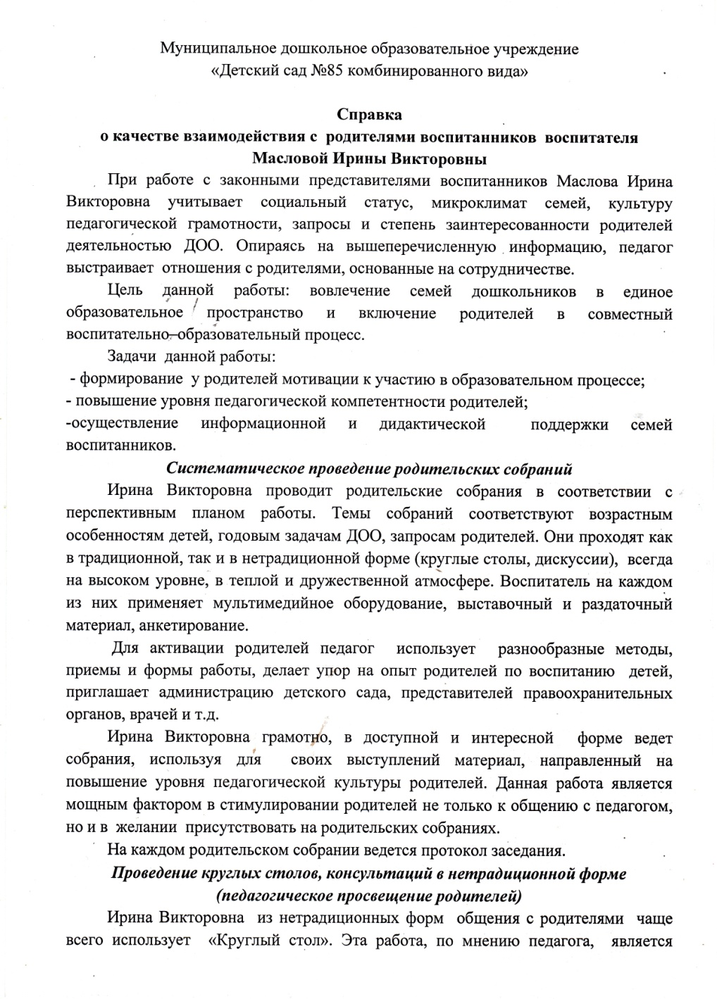 Муниципальное дошкольное образовательное учреждение
«Детский сад №85 комбинированного вида»
Справка
о качестве взаимодействия с родителями воспитанников воспитателя
Масловой Ирины Викторовны
При работе с законными представителями воспитанников Маслова Ирина
Викторовна учитывает социальный статус, микроклимат семей, культуру
педагогической грамотности, запросы и степень заинтересованности родителей
деятельностью ДОО. Опираясь на вышеперечисленную информацию, педагог
выстраивает отношения с родителями, основанные на сотрудничестве.
Цель данной работы: вовлечение семей дошкольников в единое
образовательное пространство и включение родителей в совместный
воспитательно–образовательный процесс.
Задачи данной работы:
- формирование у родителей мотивации к участию в образовательном процессе;
- повышение уровня педагогической компетентности родителей;
-осуществление информационной и дидактической поддержки семей
воспитанников.
Систематическое проведение родительских собраний
Ирина Викторовна проводит родительские собрания в соответствии с
перспективным планом работы. Темы собраний соответствуют возрастным
особенностям детей, годовым задачам ДОО, запросам родителей. Они проходят как
в традиционной, так и в нетрадиционной форме (круглые столы, дискуссии), всегда
на высоком уровне, в теплой и дружественной атмосфере. Воспитатель на каждом
из них применяет мультимедийное оборудование, выставочный и раздаточный
материал, анкетирование.
Для активации родителей педагог использует разнообразные методы,
приемы и формы работы, делает упор на опыт родителей по воспитанию детей,
приглашает администрацию детского сада, представителей правоохранительных
органов, врачей и т.д.
Ирина Викторовна грамотно, в доступной и интересной форме ведет
собрания, используя для своих выступлений материал, направленный на
повышение уровня педагогической культуры родителей. Данная работа является
мощным фактором в стимулировании родителей не только к общению с педагогом,
но и в желании присутствовать на родительских собраниях.
На каждом родительском собрании ведется протокол заседания.
Проведение круглых столов, консультаций в нетрадиционной форме
(педагогическое просвещение родителей)
Ирина Викторовна из нетрадиционных форм общения с родителями чаще
всего использует «Круглый стол». Эта работа, по мнению педагога, является